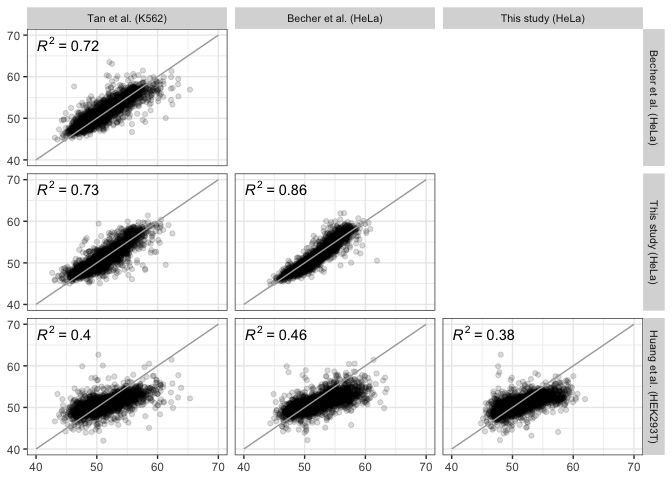 Tan et al. (K562) Becher et al. (HeLa) This study (HeLa)
70
R² = 0.72
60
50
40
Becher et al. (HeLa)
70
R² = 0.73 R² = 0.86
60
50
40
This study (HeLa)
70
R² = 0.4 R² = 0.46 R² = 0.38
60
50
40
Huang et al. (HEK293T)
40 50 60 70 40 50 60 70 40 50 60 70